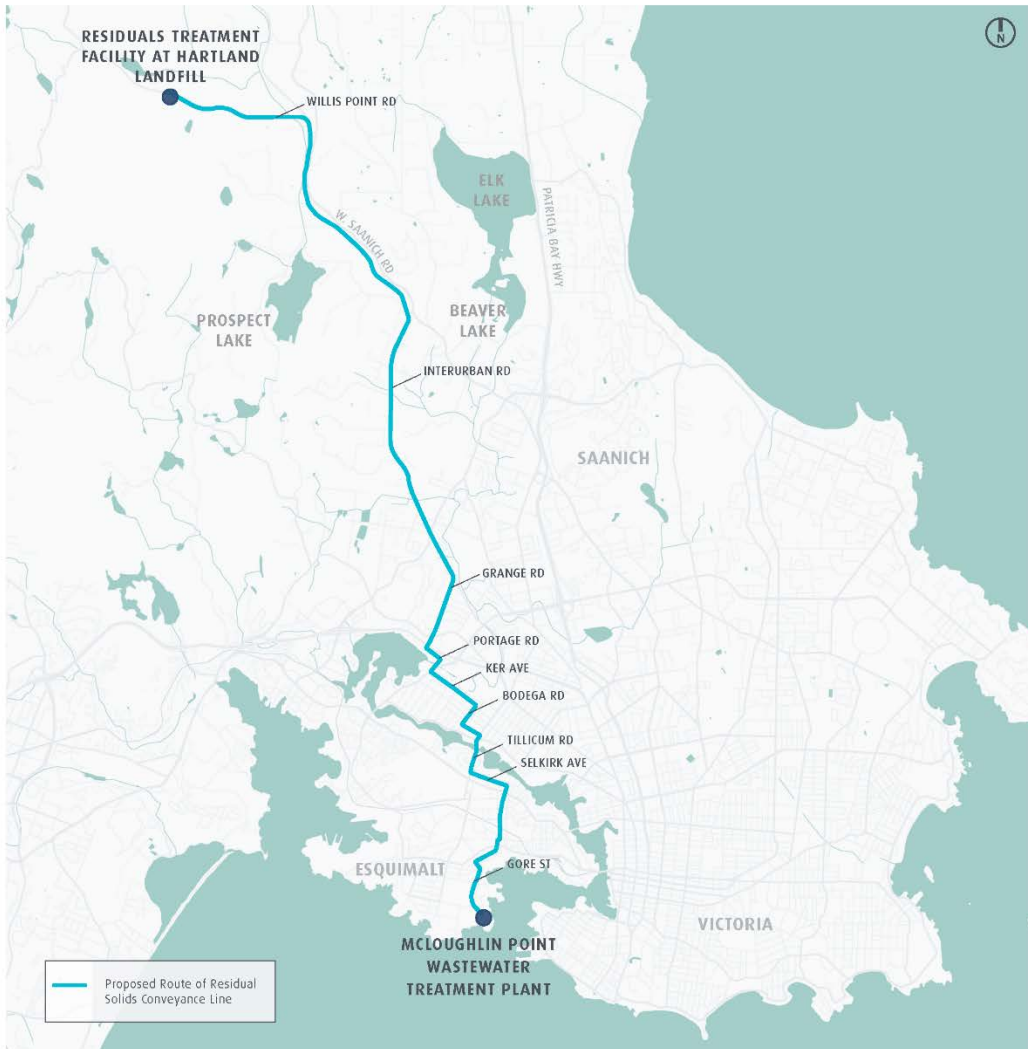 N
RESIDUALS TREATMENT
FACILITY AT HARTLAND
LANDFILL
WILLIS POINT RD
ELK
LAKE
PATRICIA BAY HWY
W. SAANICH RD
PROSPECT
LAKE
BEAVER
LAKE
INTERURBAN RD
SAANICH
GRANGE RD
PORTAGE RD
KER AVE
BODEGA RD
TILLICUM RD
SELKIRK AVE
ESQUIMALT
GORE ST
VICTORIA
MCLOUGHLIN POINT
WASTEWATER
TREATMENT PLANT
Proposed Route of Residual
Solids Conveyance Line